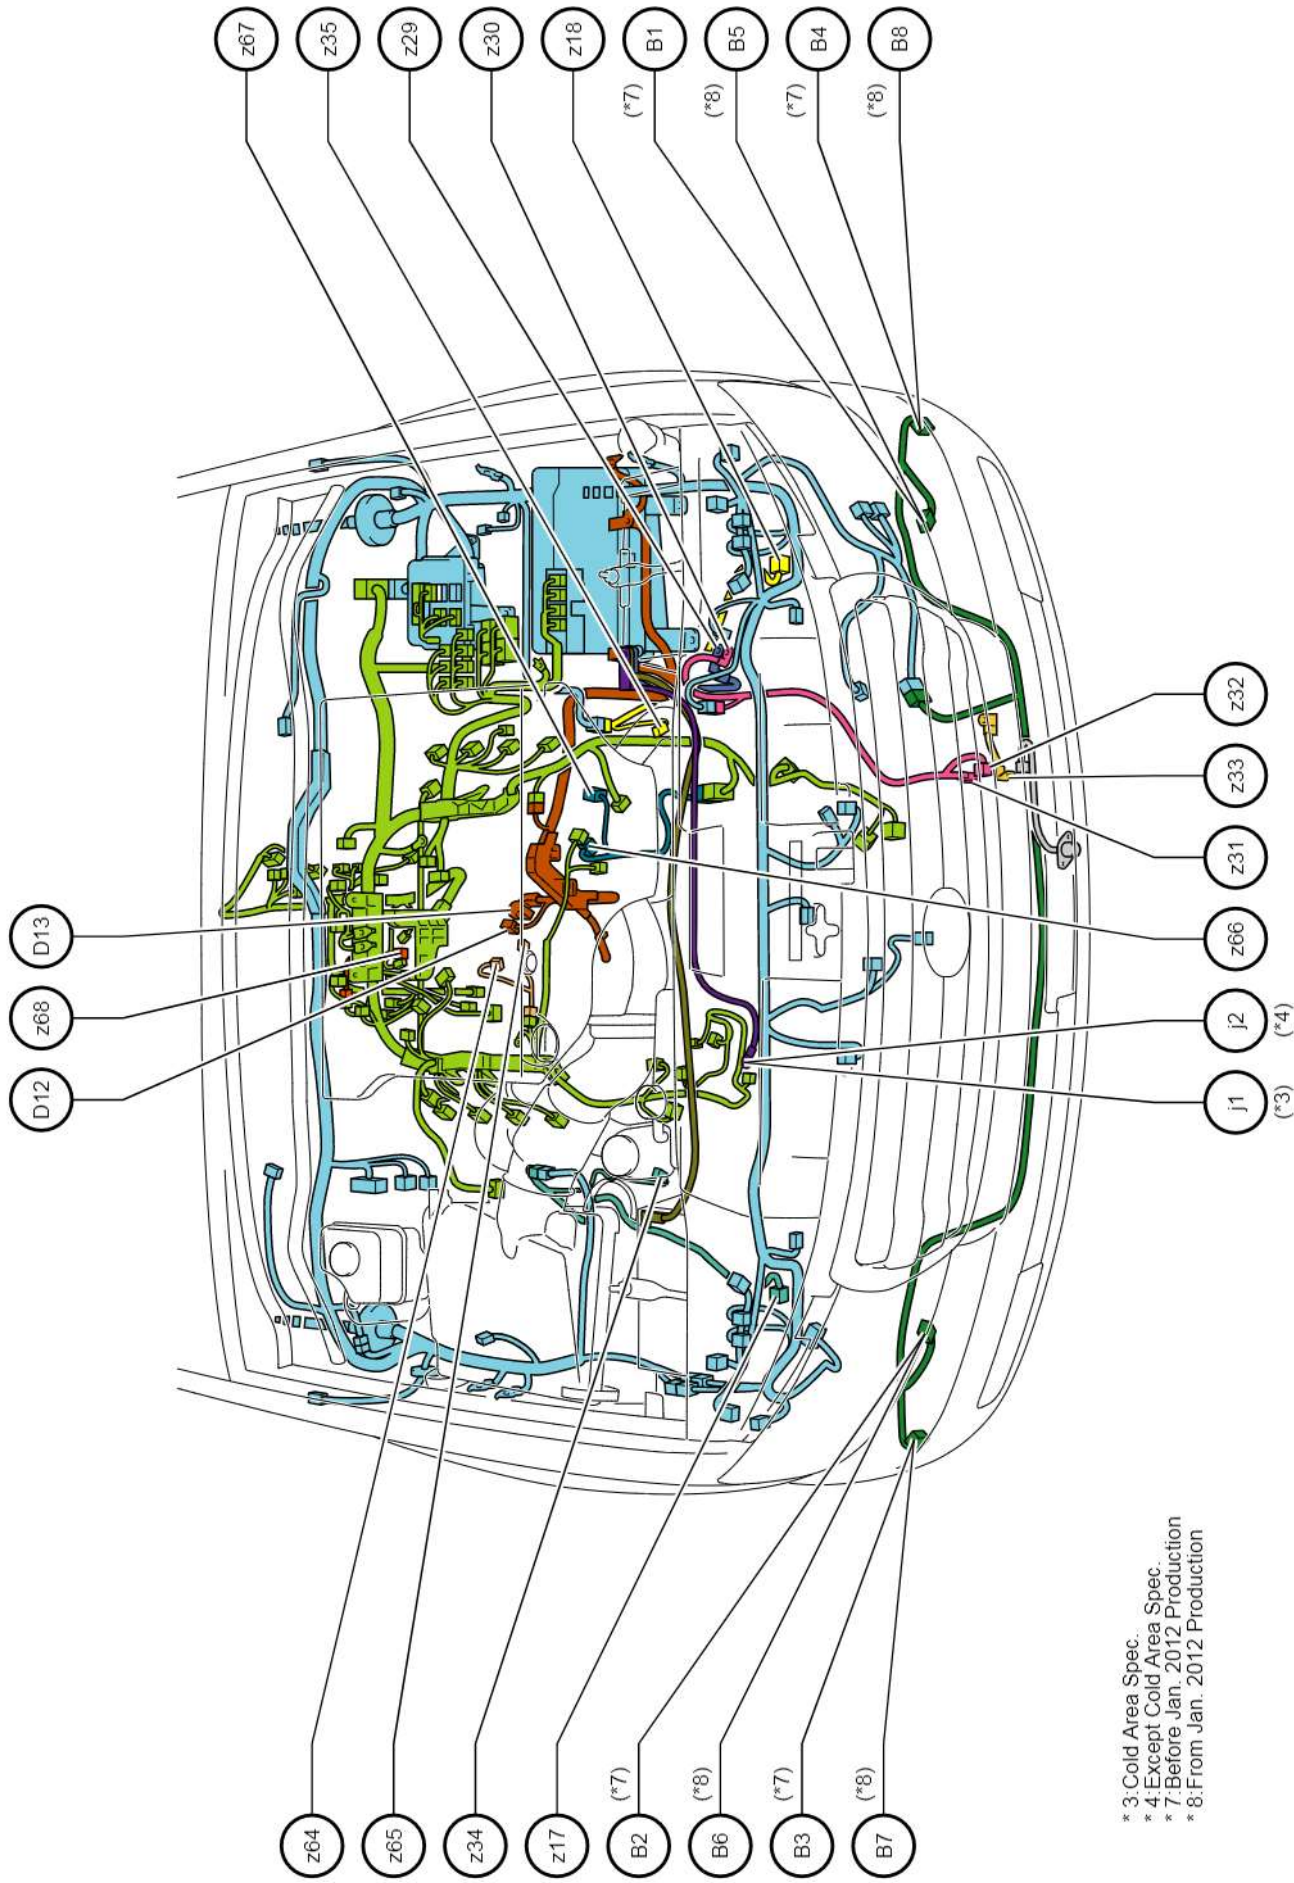 z67
z35
z29
z30
z18
B1
(*7)
B5
(*8)
B4
(*7)
B8
(*8)
D13
z68
D12
z32
z33
z31
z66
j2
(*4)
j1
(*3)
z64
z65
z34
z17
B2
(*7)
B6
(*8)
B3
(*7)
B7
(*8)
* 3:Cold Area Spec.
* 4:Except Cold Area Spec.
* 7:Before Jan. 2012 Production
* 8:From Jan. 2012 Production